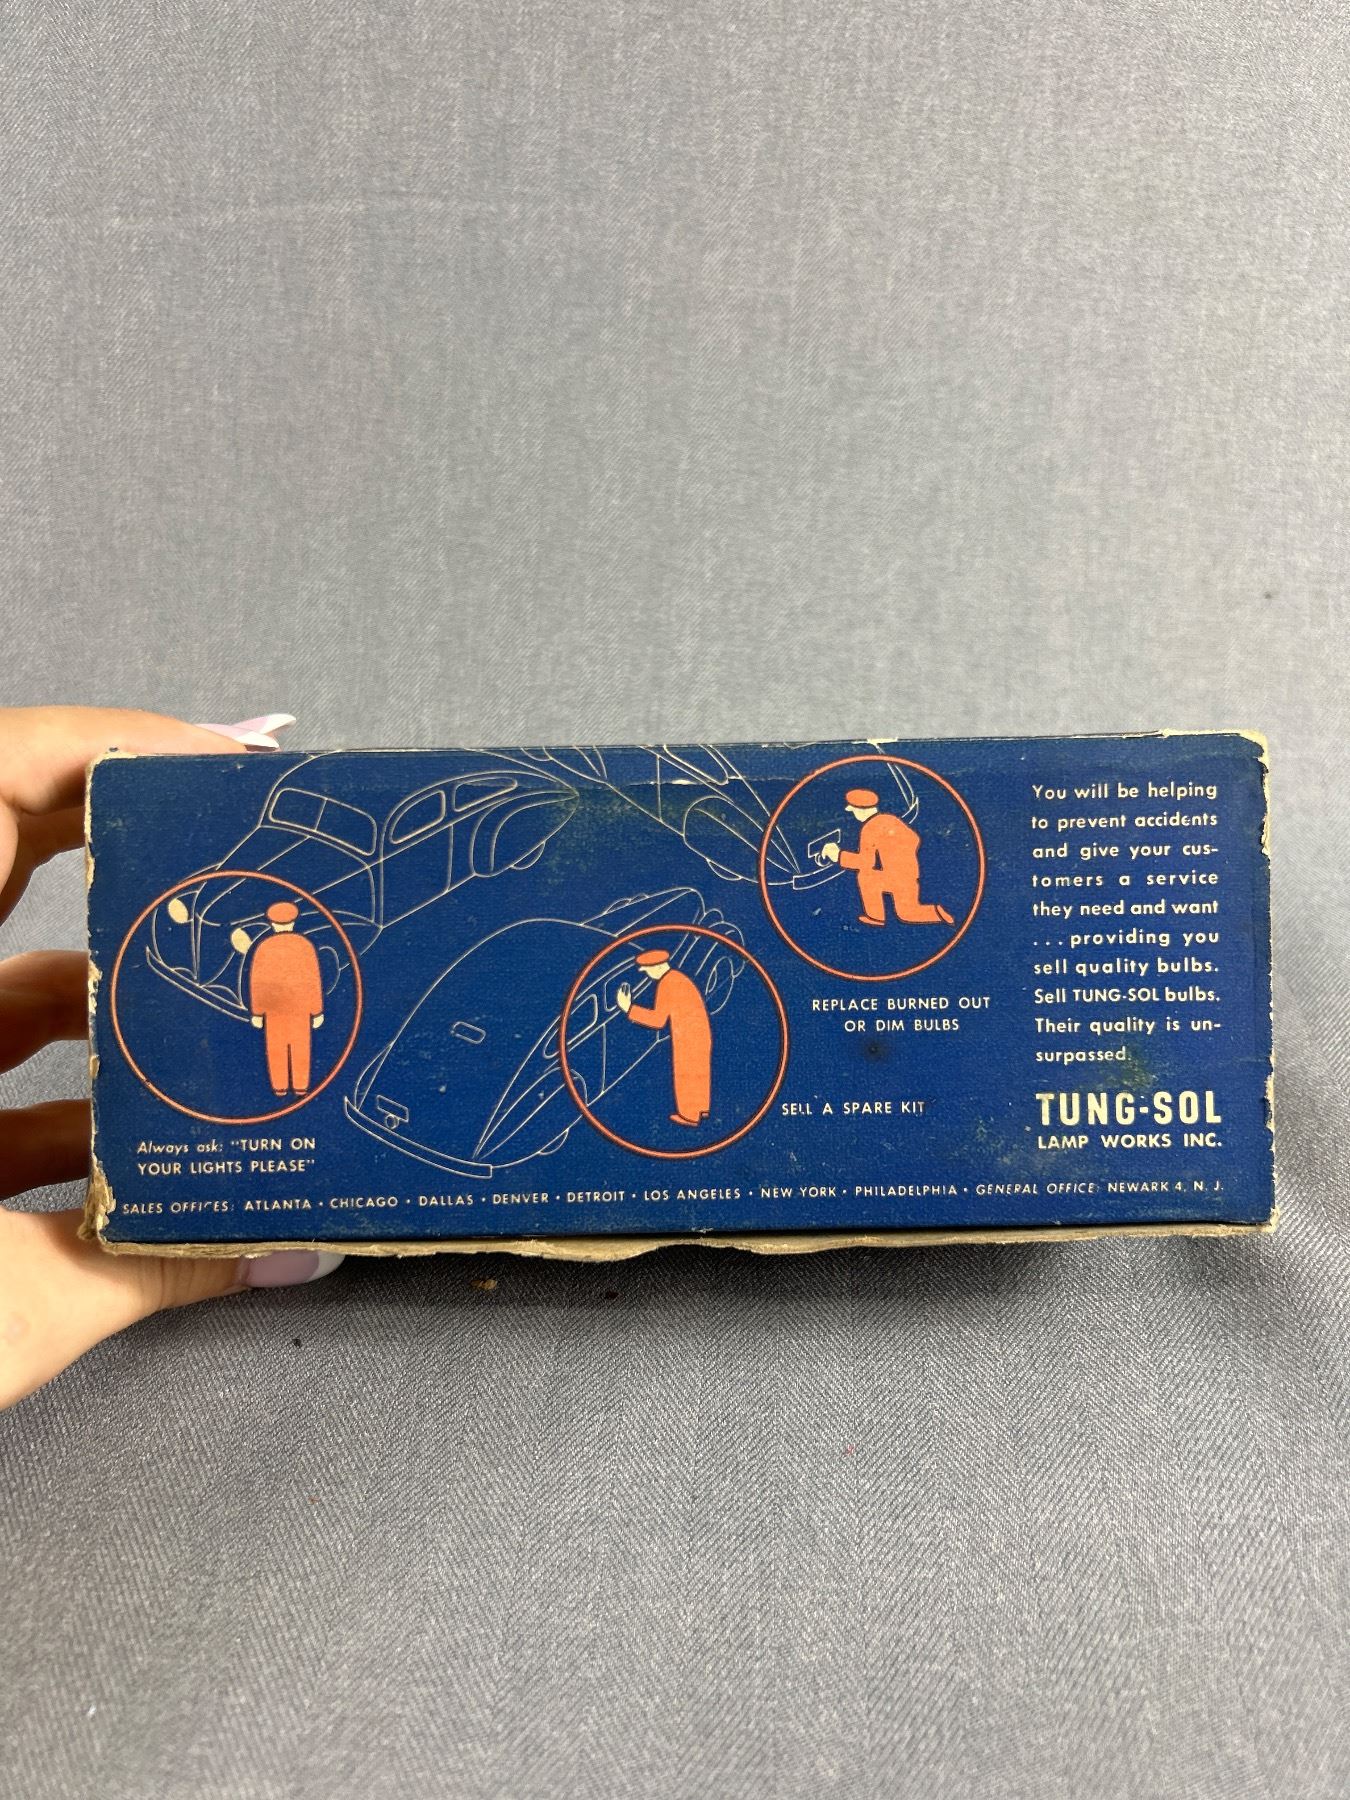 You will be helping
to prevent accidents
and give your cus-
tomers a service
they need and want
...providing you
sell quality bulbs.
Sell TUNG-SOL bulbs.
Their quality is un-
surpassed.
TUNG-SOL
LAMP WORKS INC.
REPLACE BURNED OUT
OR DIM BULBS
SELL A SPARE KIT
Always ask: "TURN ON
YOUR LIGHTS PLEASE"
SALES OFFICES: ATLANTA • CHICAGO • DALLAS • DENVER • DETROIT • LOS ANGELES • NEW YORK • PHILADELPHIA • GENERAL OFFICE: NEWARK 4, N. J.